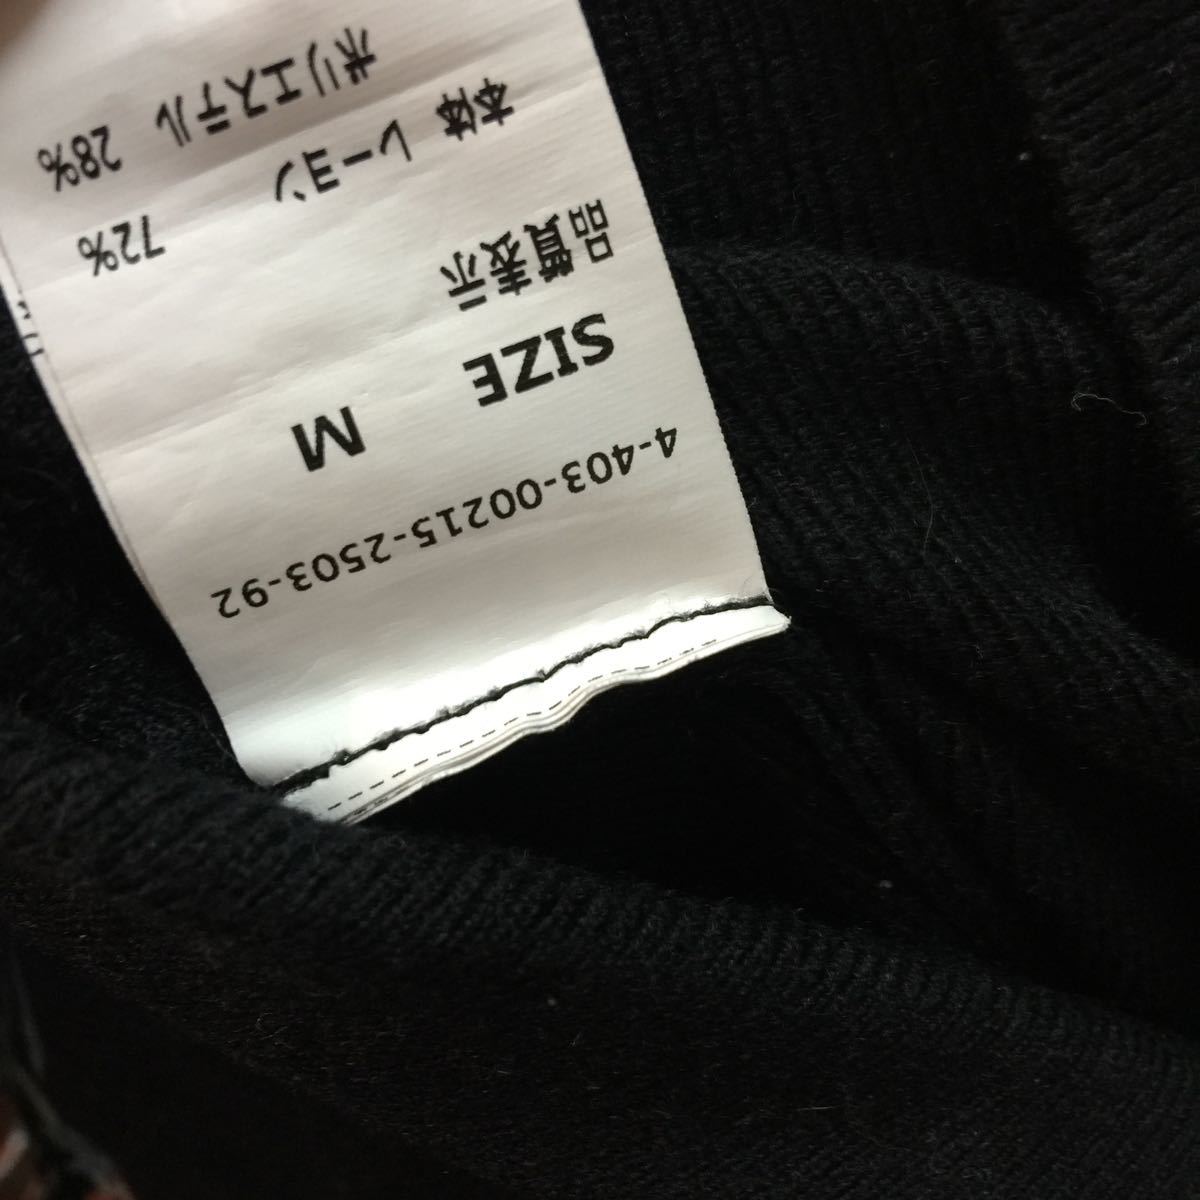 4-403-00215-2503-92
SIZE M
品質表示
本体 レーヨン 72%
ポリエステル 28%